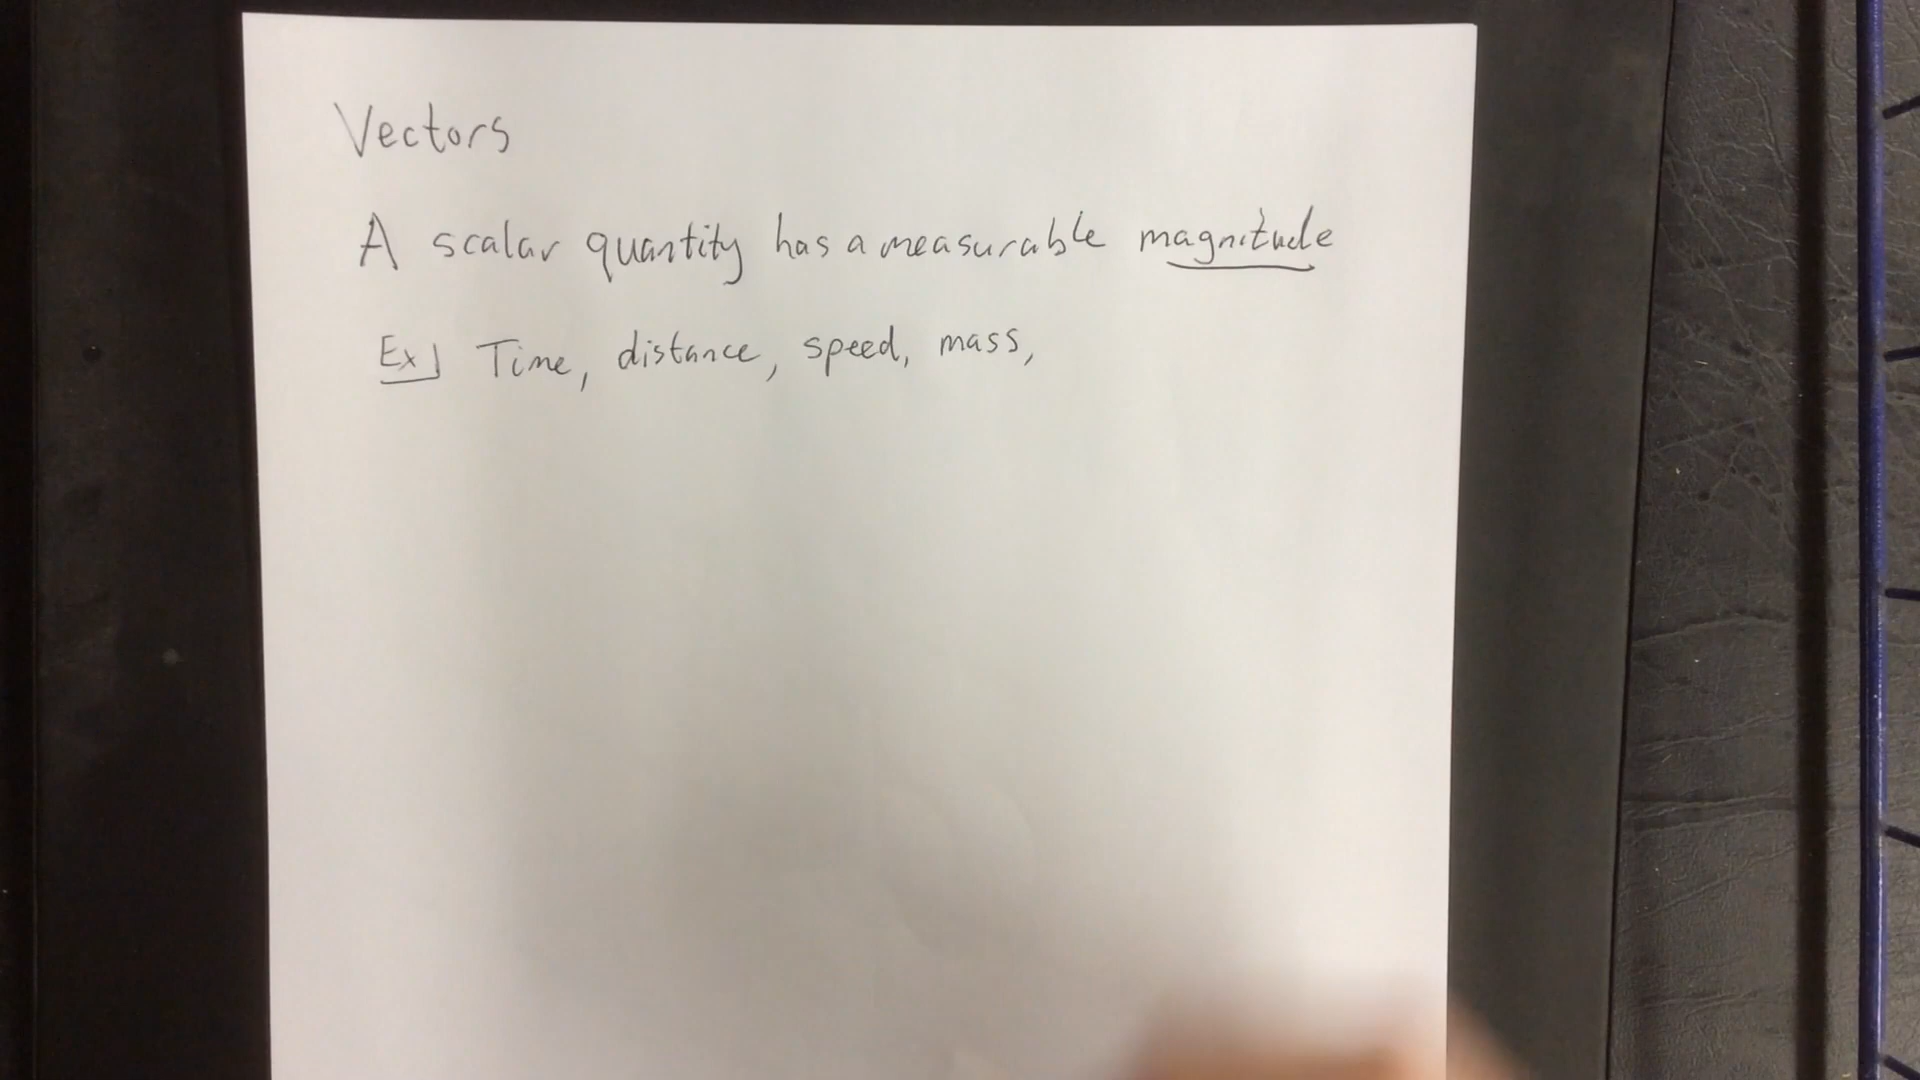 Vectors
A scalar quantity has a measurable magnitude
Ex] Time, distance, speed, mass,